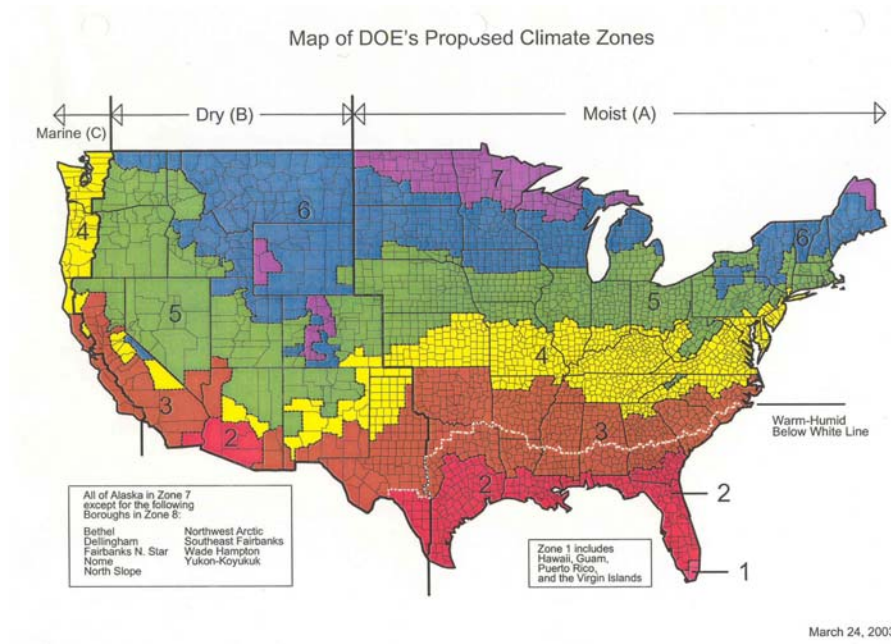 Map of DOE's Proposed Climate Zones
Marine (C)
Dry (B)
Moist (A)
7
6
4
6
5
5
4
3
3
2
2
Warm-Humid
Below White Line
2
1
All of Alaska in Zone 7
except for the following
Boroughs in Zone 8:
Bethel
Dellingham
Fairbanks N. Star
Nome
North Slope
Northwest Arctic
Southeast Fairbanks
Wade Hampton
Yukon-Koyukuk
Zone 1 includes
Hawaii, Guam,
Puerto Rico,
and the Virgin Islands
March 24, 2003